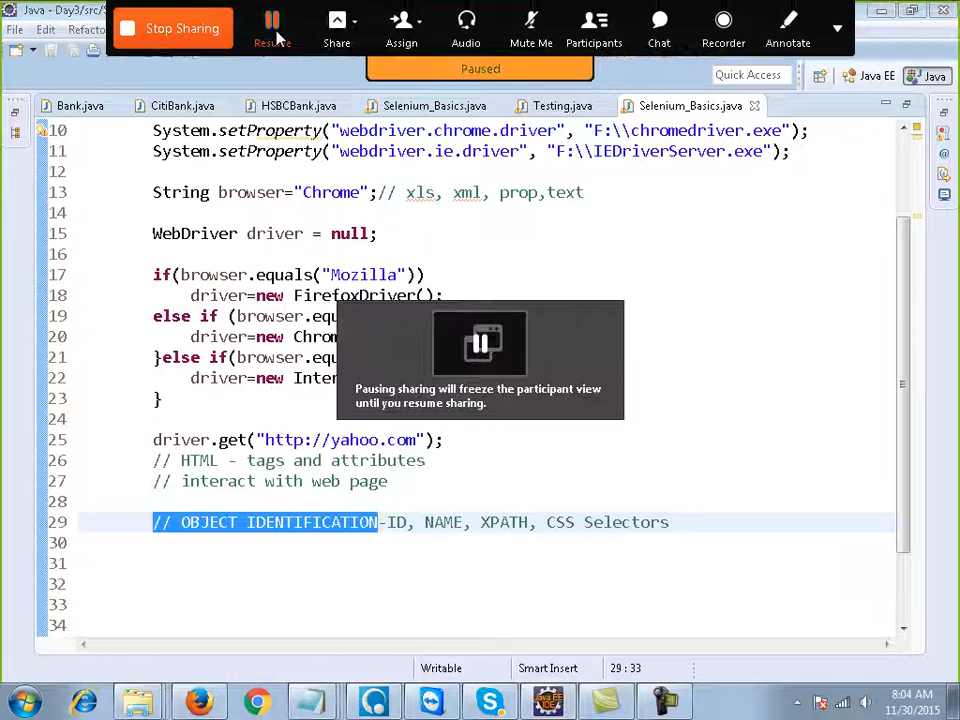 Java - Day3/src/
Stop Sharing
Resume
Share
Assign
Audio
Mute Me
Participants
Chat
Recorder
Annotate
File Edit Refacto
Paused
Quick Access
Java EE
Java
Bank.java
CitiBank.java
HSBCBank.java
Selenium_Basics.java
Testing.java
Selenium_Basics.java
10 System.setProperty("webdriver.chrome.driver", "F:\\chromedriver.exe");
11 System.setProperty("webdriver.ie.driver", "F:\\IEDriverServer.exe");
12
13 String browser="Chrome";// xls, xml, prop,text
14
15 WebDriver driver = null;
16
17 if(browser.equals("Mozilla"))
18 driver=new FirefoxDriver();
19 else if (browser.equ
20 driver=new Chrom
21 }else if(browser.equ
22 driver=new Inter
23 }
24
25 driver.get("http://yahoo.com");
26 // HTML - tags and attributes
27 // interact with web page
28
29 // OBJECT IDENTIFICATION-ID, NAME, XPATH, CSS Selectors
30
31
32
33
34
Pausing sharing will freeze the participant view
until you resume sharing.
Writable
Smart Insert
29 : 33
8:04 AM
11/30/2015